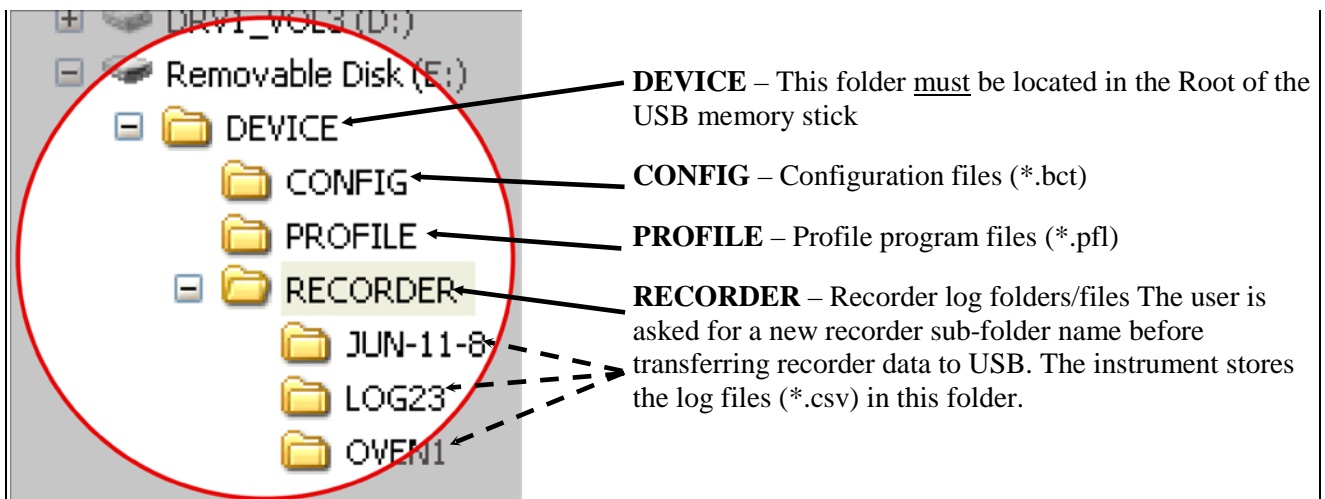 DRV1_VOL3 (D:)
Removable Disk (E:)
DEVICE
CONFIG
PROFILE
RECORDER
JUN-11-8
LOG23
OVEN1
DEVICE – This folder must be located in the Root of the
USB memory stick
CONFIG – Configuration files (*.bct)
PROFILE – Profile program files (*.pfl)
RECORDER – Recorder log folders/files The user is
asked for a new recorder sub-folder name before
transferring recorder data to USB. The instrument stores
the log files (*.csv) in this folder.